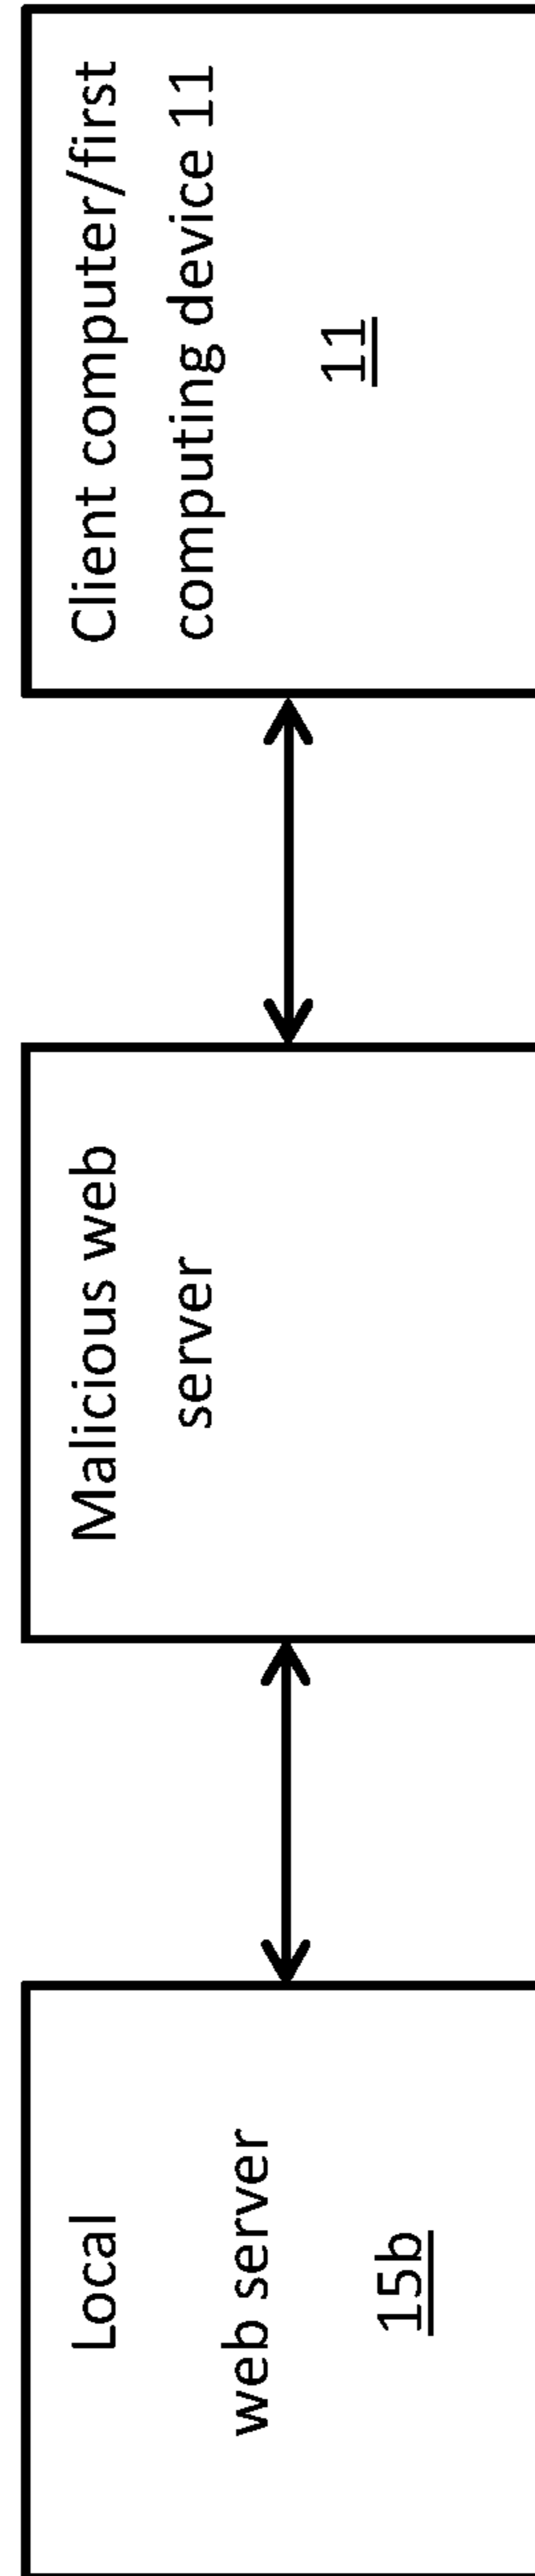 Local
web server
15b
Malicious web
server
Client computer/first
computing device 11
11